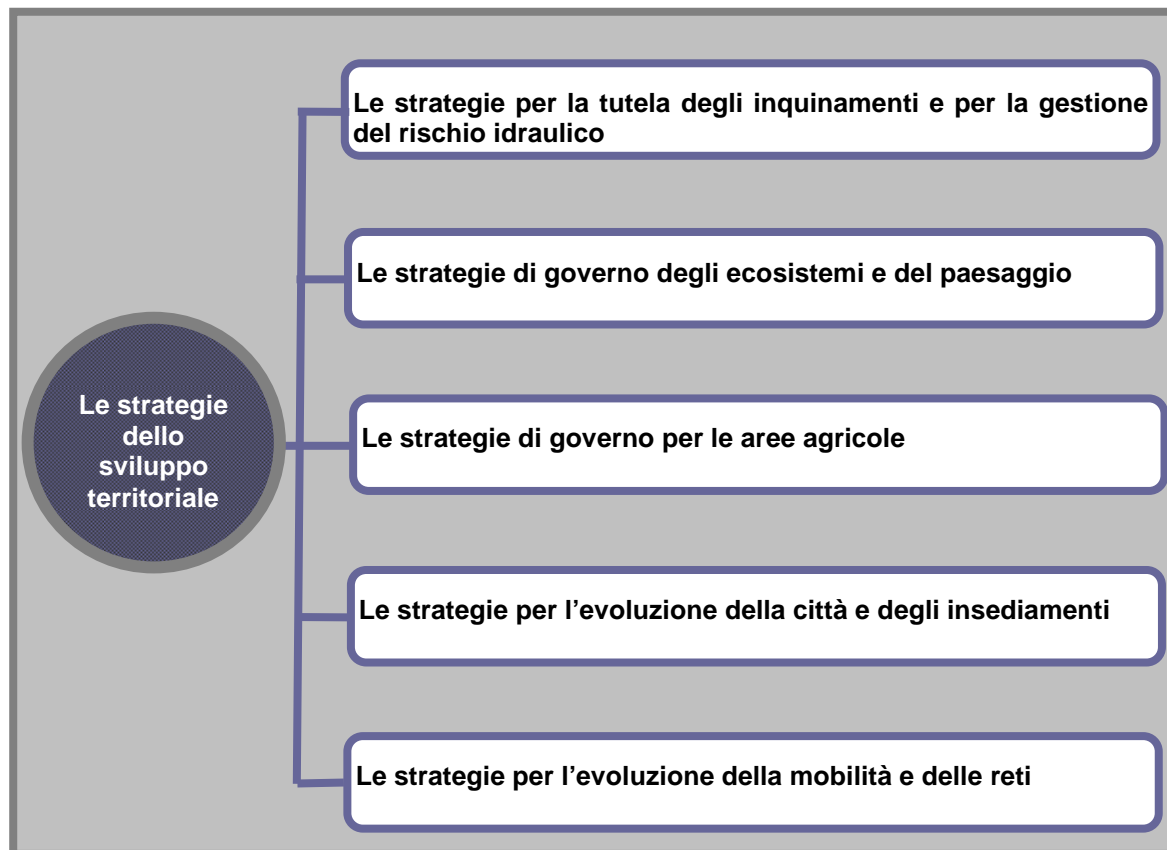 Le strategie per la tutela degli inquinamenti e per la gestione
del rischio idraulico
Le strategie di governo degli ecosistemi e del paesaggio
Le strategie
dello
sviluppo
territoriale
Le strategie di governo per le aree agricole
Le strategie per l’evoluzione della città e degli insediamenti
Le strategie per l’evoluzione della mobilità e delle reti